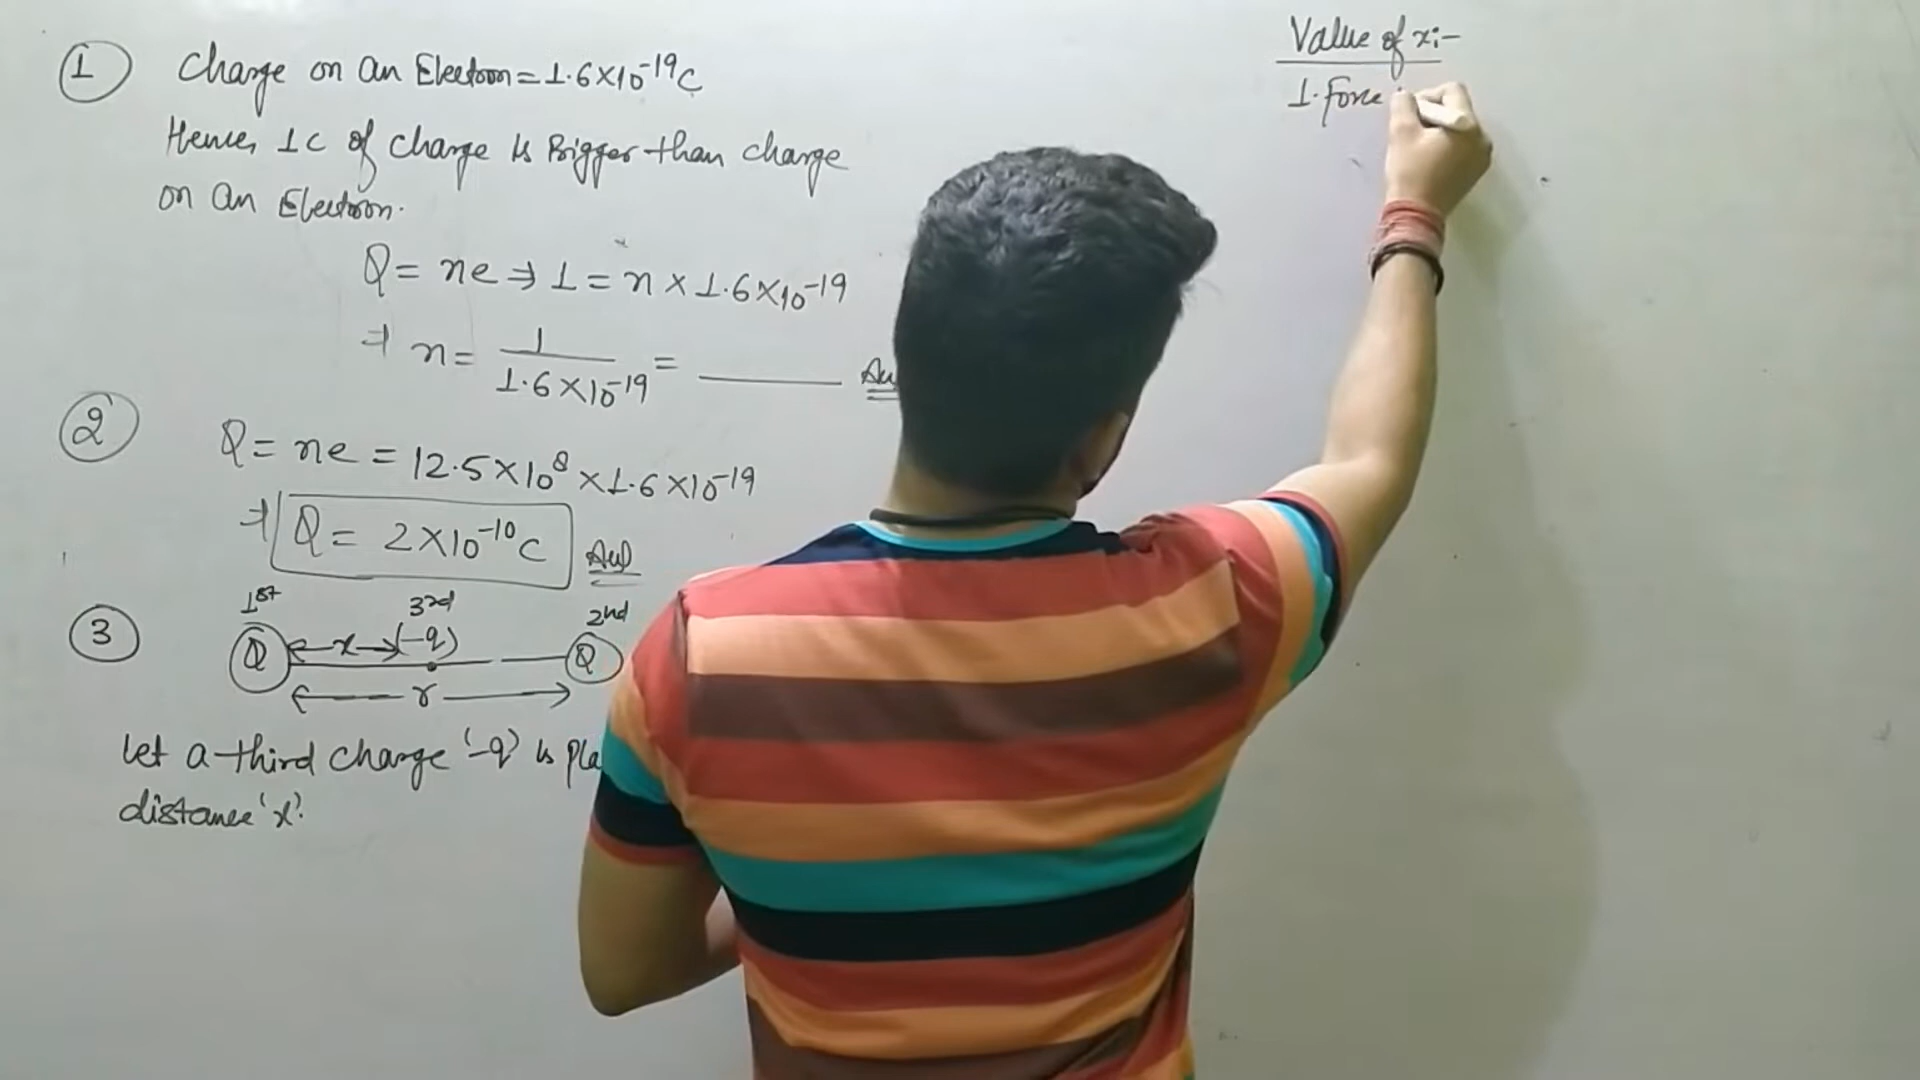 ① Charge on an Electron = 1.6×10⁻¹⁹C
Hence, 1C of charge is Bigger than charge
on an Electron.
Q = ne ⇒ 1 = n × 1.6×10⁻¹⁹
⇒ n = 1/1.6×10⁻¹⁹ = ______
② Q = ne = 12.5×10⁸ ×1.6×10⁻¹⁹
⇒ Q = 2×10⁻¹⁰C Ans
1st 3rd 2nd
③ Q x (-q) Q
r
Let a third charge '-q' is
distance 'x'.
Value of x:-
1. Force